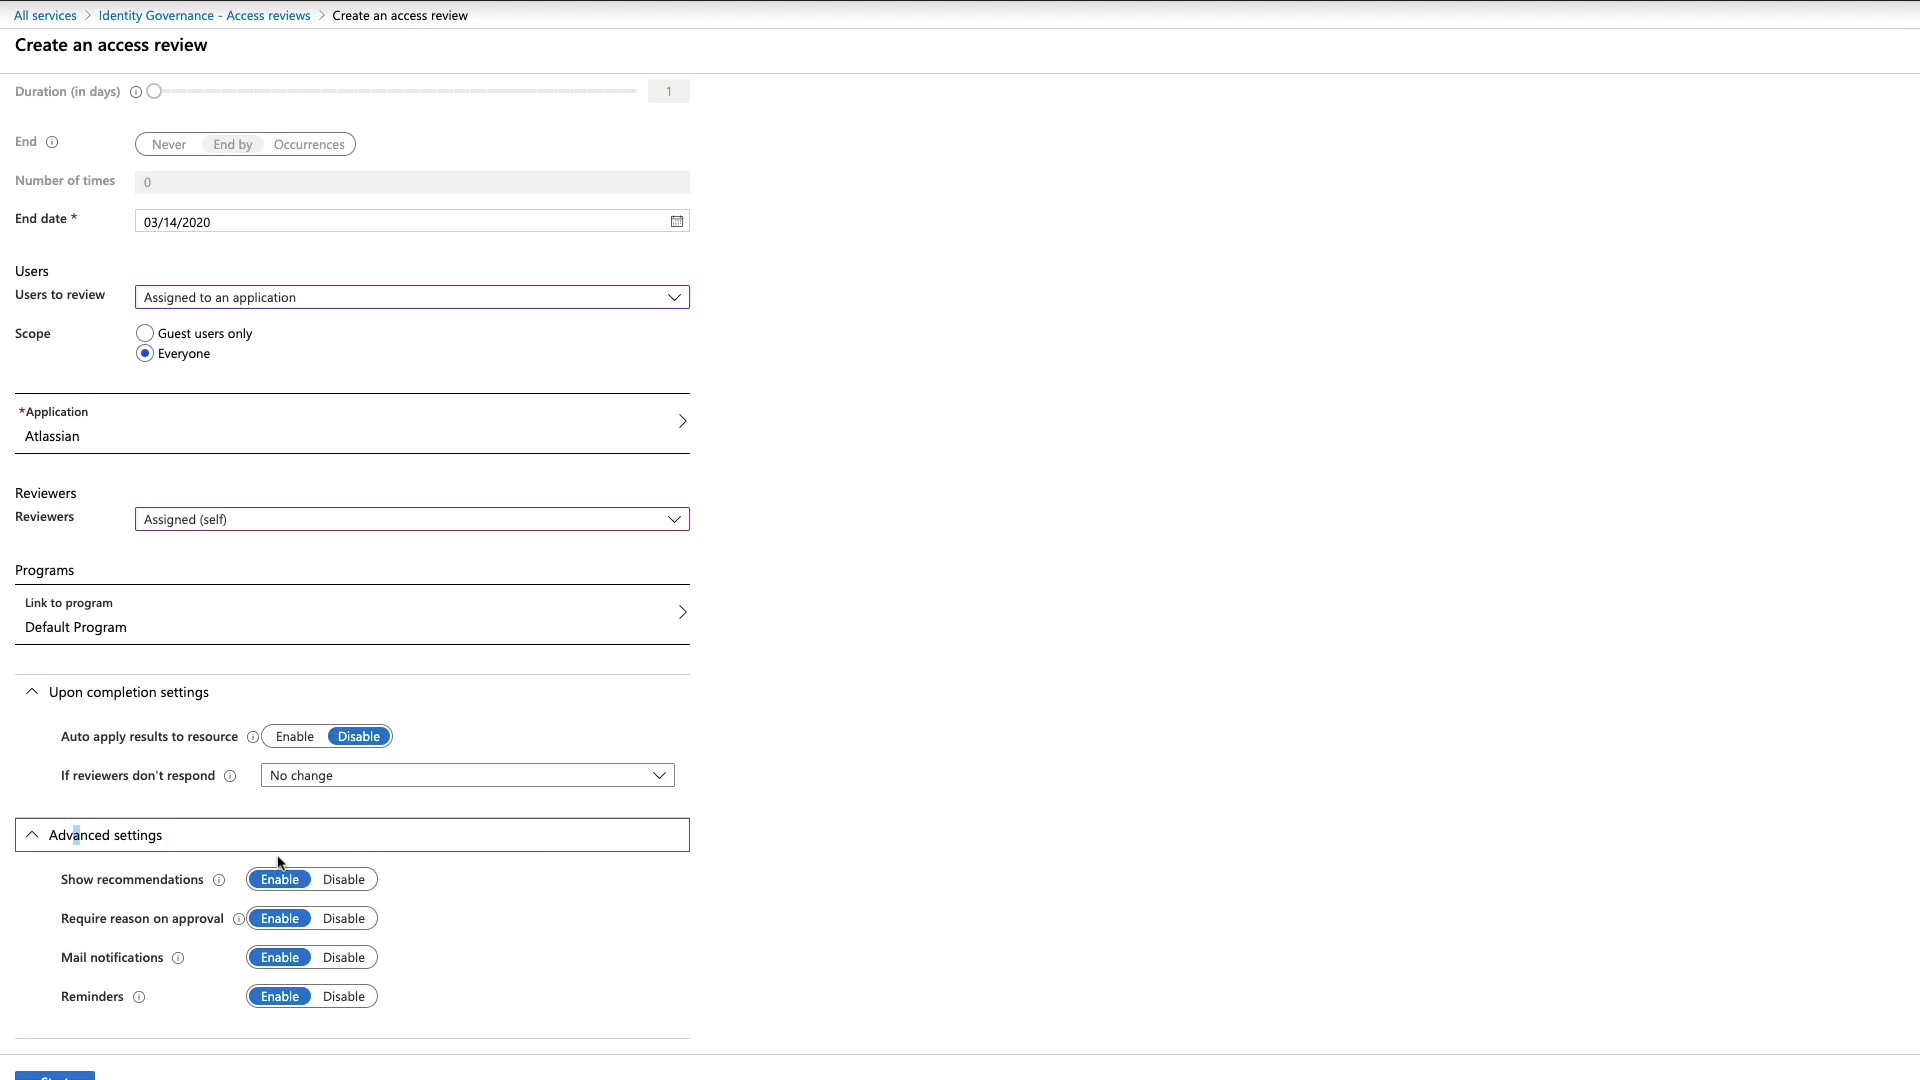 All services > Identity Governance - Access reviews > Create an access review
Create an access review
Duration (in days) 1
End Never End by Occurrences
Number of times 0
End date * 03/14/2020
Users
Users to review Assigned to an application
Scope Guest users only
Everyone
*Application
Atlassian
Reviewers
Reviewers Assigned (self)
Programs
Link to program
Default Program
Upon completion settings
Auto apply results to resource Enable Disable
If reviewers don't respond No change
Advanced settings
Show recommendations Enable Disable
Require reason on approval Enable Disable
Mail notifications Enable Disable
Reminders Enable Disable